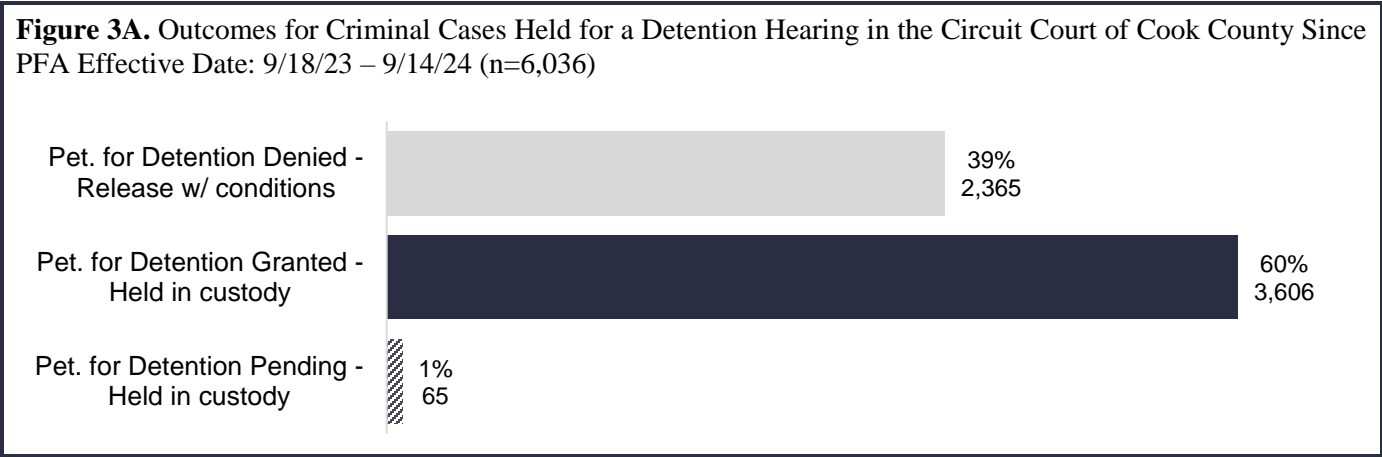 Figure 3A. Outcomes for Criminal Cases Held for a Detention Hearing in the Circuit Court of Cook County Since
PFA Effective Date: 9/18/23 – 9/14/24 (n=6,036)
Pet. for Detention Denied -
Release w/ conditions
39%
2,365
Pet. for Detention Granted -
Held in custody
60%
3,606
Pet. for Detention Pending -
Held in custody
1%
65